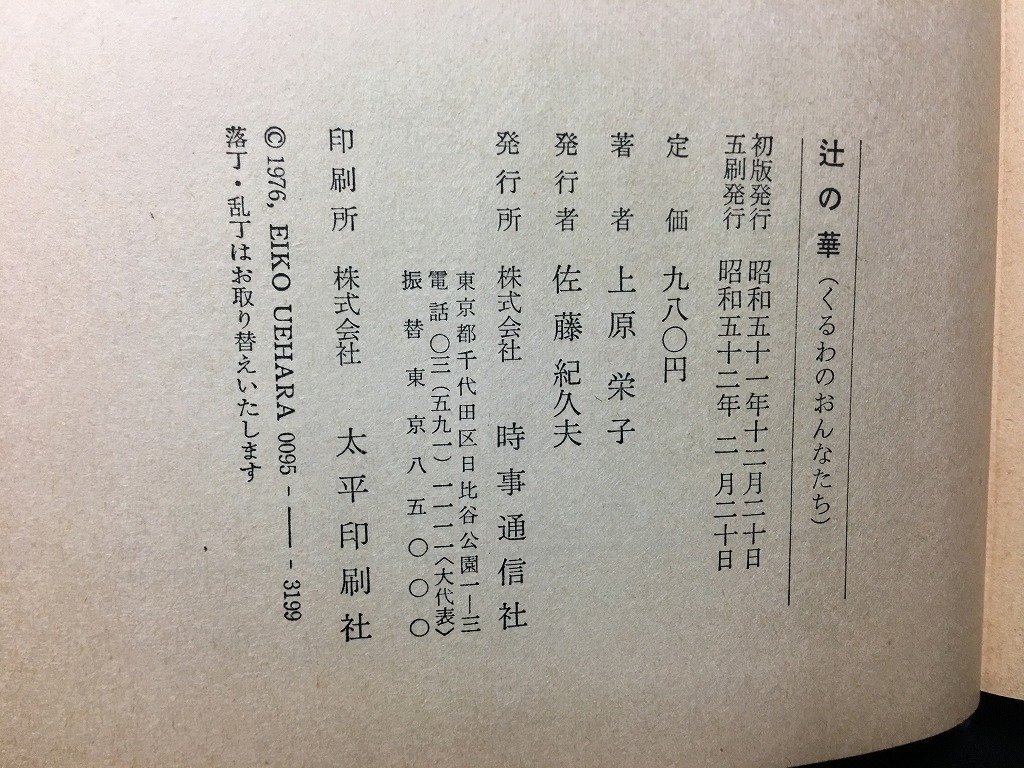 辻の華（くるわのおんなたち）
初版発行 昭和五十一年十二月二十日
五刷発行 昭和五十二年 二月二十日
定価 九八〇円
著者 上原栄子
発行者 佐藤紀久夫
発行所 株式会社 時事通信社
東京都千代田区日比谷公園一―三
電話〇三（五九一）一一一一〈大代表〉
振替東京八五〇〇〇
印刷所 株式会社 太平印刷社
© 1976, EIKO UEHARA 0095 - ―― - 3199
落丁・乱丁はお取り替えいたします